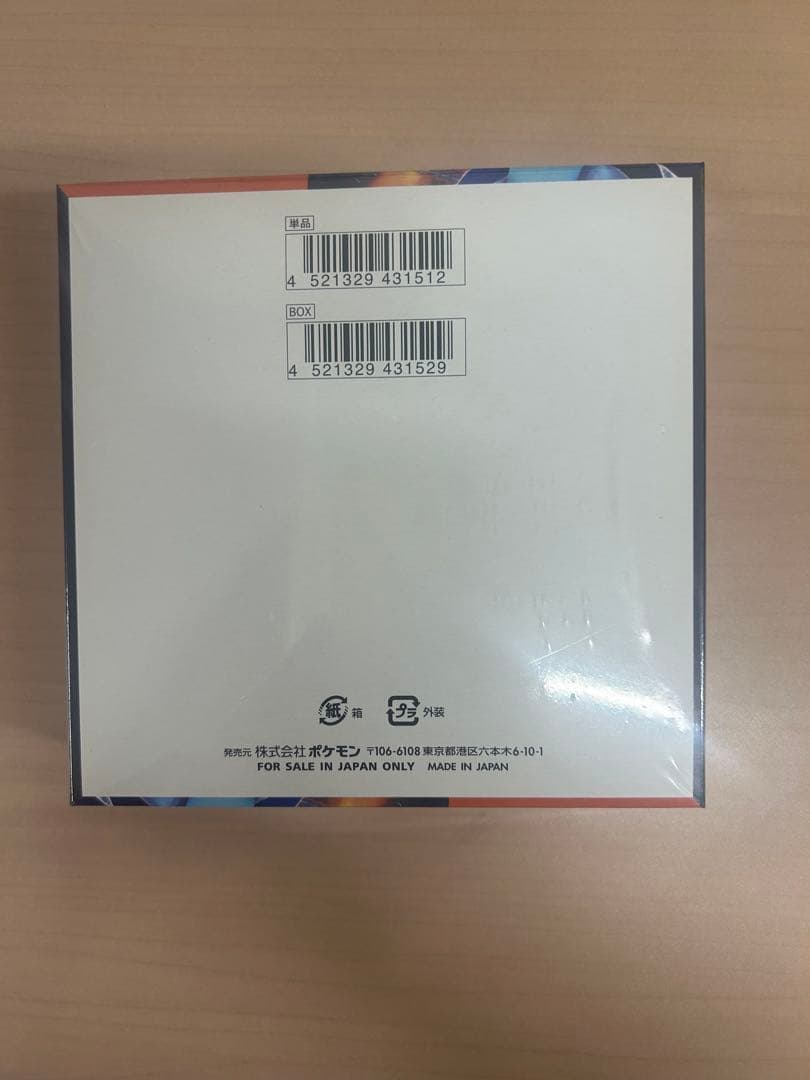 単品
4 521329 431512
BOX
4 521329 431529
紙 箱 プラ 外装
発売元 株式会社 ポケモン 〒106-6108 東京都港区六本木6-10-1
FOR SALE IN JAPAN ONLY MADE IN JAPAN